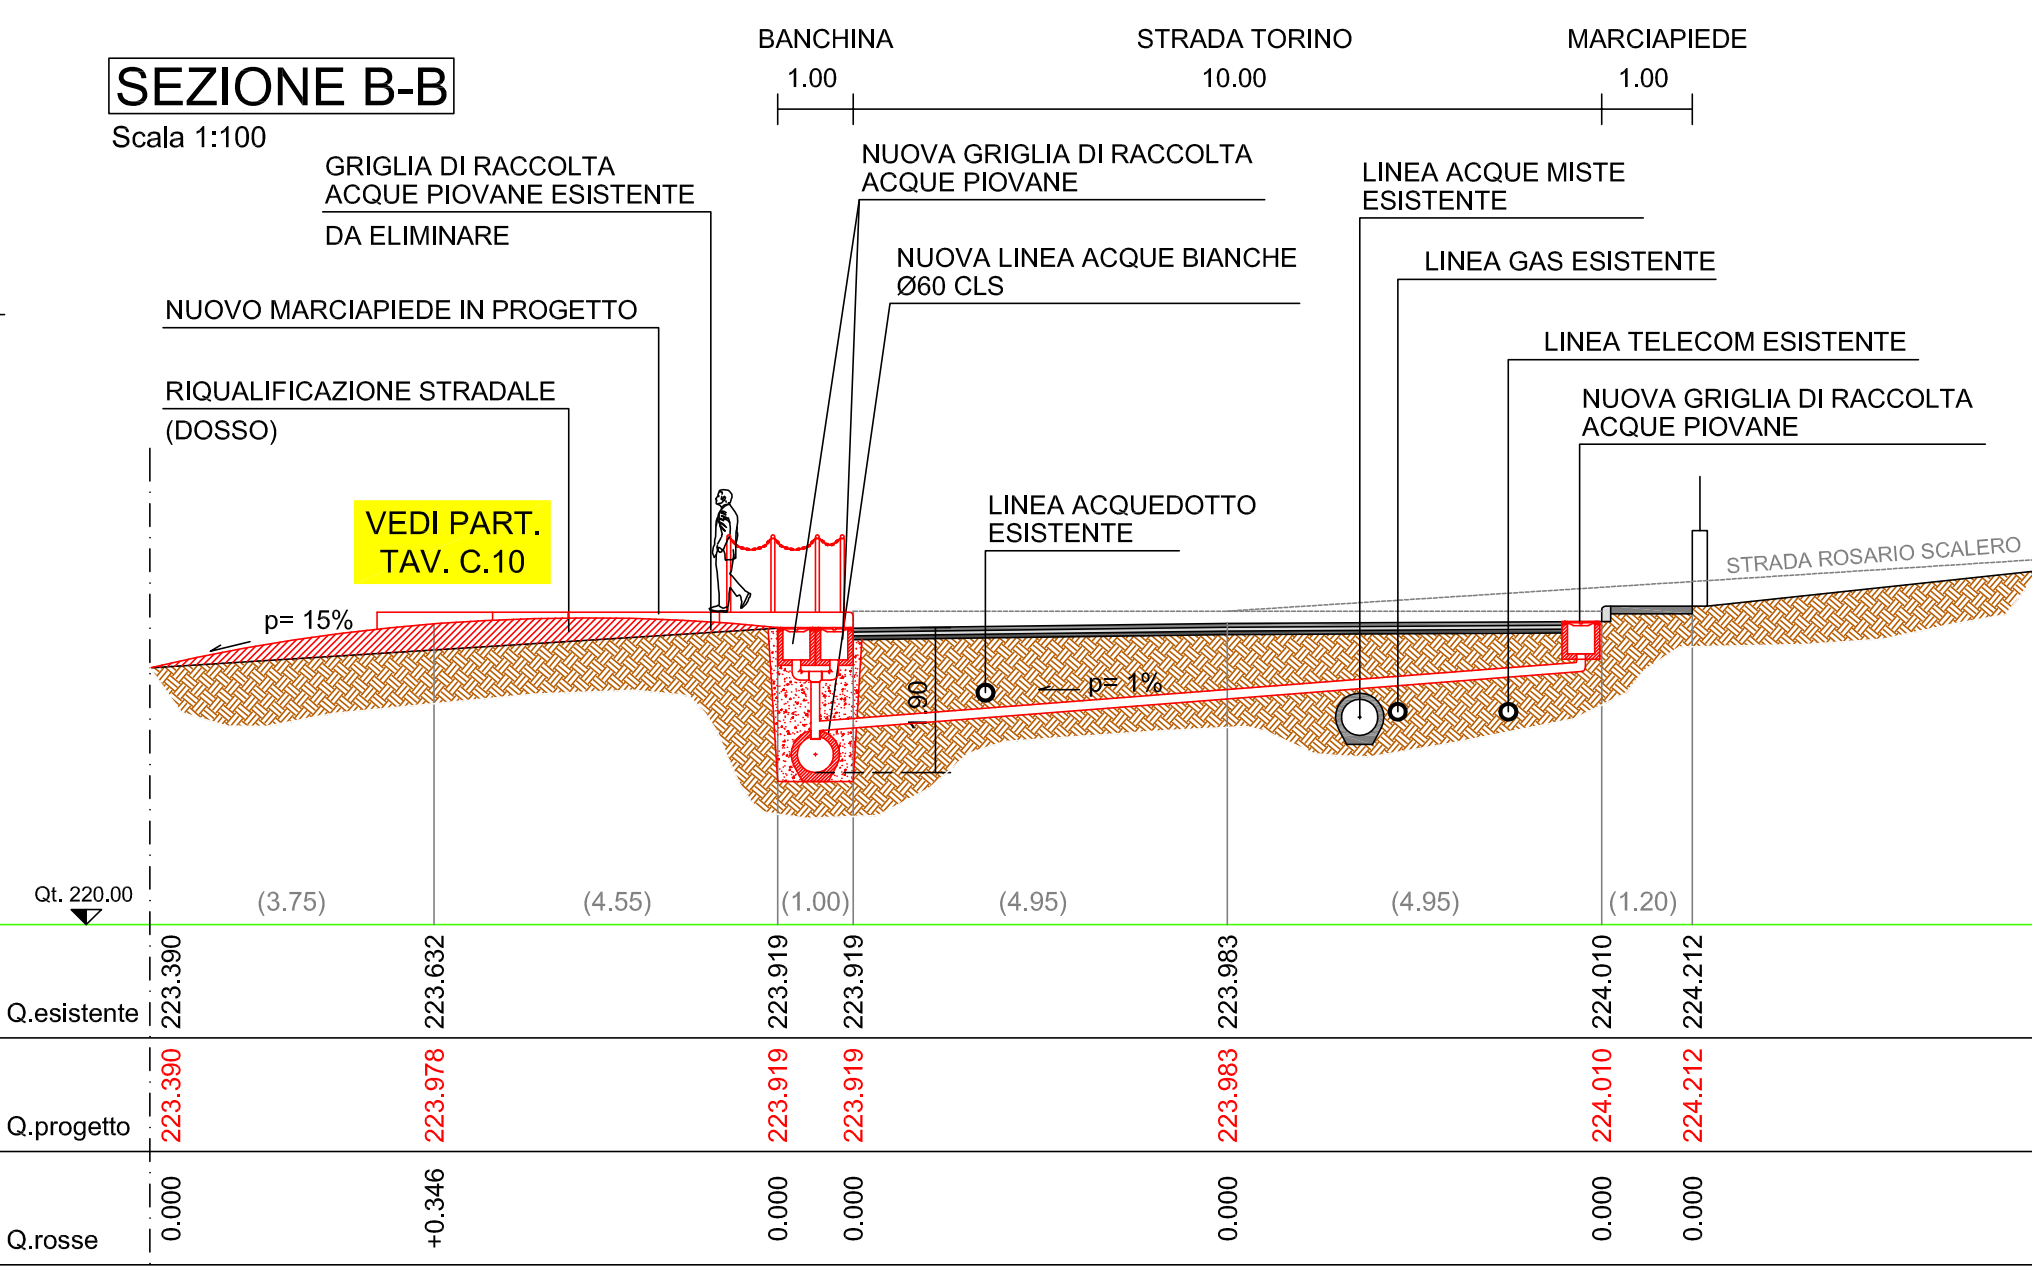 BANCHINA
STRADA TORINO
MARCIAPIEDE
1.00
10.00
1.00
SEZIONE B-B
Scala 1:100
GRIGLIA DI RACCOLTA
ACQUE PIOVANE ESISTENTE
DA ELIMINARE
NUOVA GRIGLIA DI RACCOLTA
ACQUE PIOVANE
LINEA ACQUE MISTE
ESISTENTE
NUOVA LINEA ACQUE BIANCHE
Ø60 CLS
LINEA GAS ESISTENTE
NUOVO MARCIAPIEDE IN PROGETTO
LINEA TELECOM ESISTENTE
RIQUALIFICAZIONE STRADALE
(DOSSO)
NUOVA GRIGLIA DI RACCOLTA
ACQUE PIOVANE
VEDI PART.
TAV. C.10
LINEA ACQUEDOTTO
ESISTENTE
STRADA ROSARIO SCALERO
p= 15%
p= 1%
1.90
Qt. 220.00
(3.75) (4.55) (1.00) (4.95) (4.95) (1.20)
Q.esistente 223.390 223.632 223.919 223.919 223.983 224.010 224.212
Q.progetto 223.390 223.978 223.919 223.919 223.983 224.010 224.212
Q.rosse 0.000 +0.346 0.000 0.000 0.000 0.000 0.000